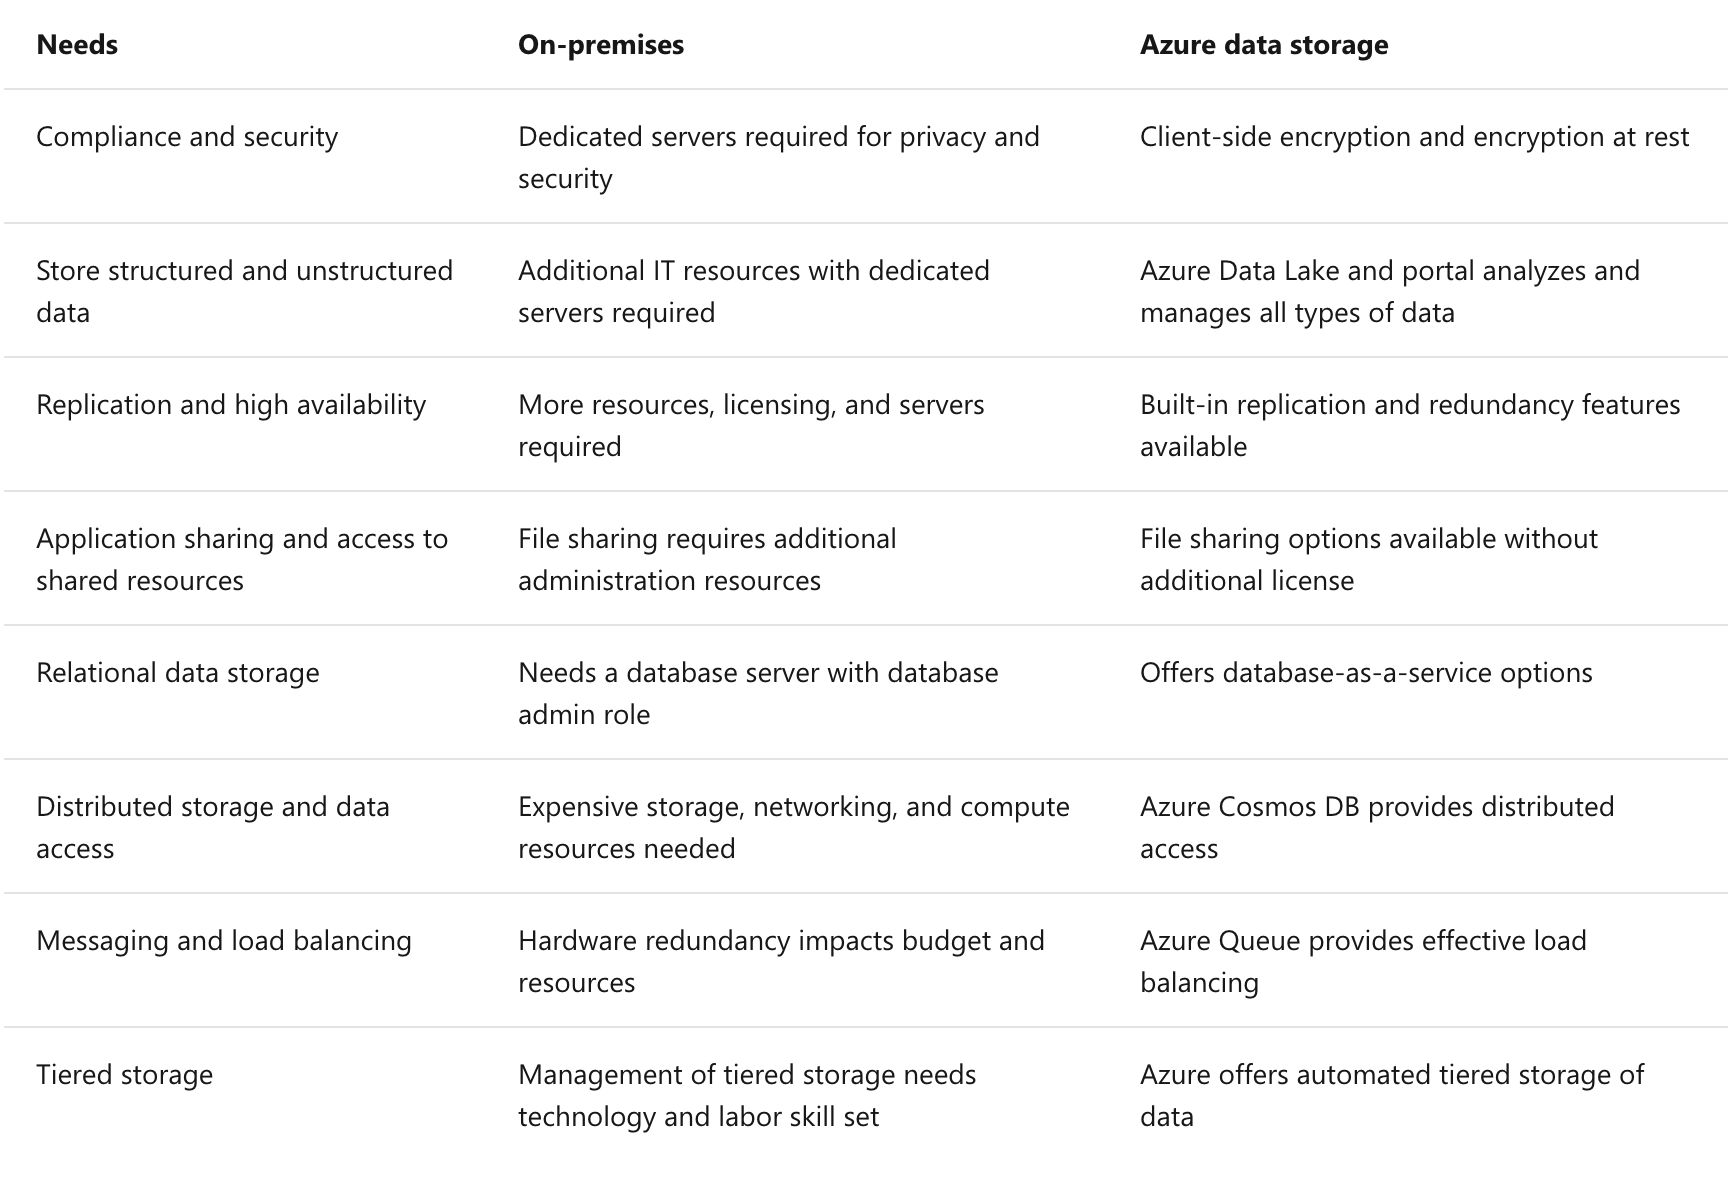 Needs On-premises Azure data storage
Compliance and security Dedicated servers required for privacy and Client-side encryption and encryption at rest
security
Store structured and unstructured Additional IT resources with dedicated Azure Data Lake and portal analyzes and
data servers required manages all types of data
Replication and high availability More resources, licensing, and servers Built-in replication and redundancy features
required available
Application sharing and access to File sharing requires additional File sharing options available without
shared resources administration resources additional license
Relational data storage Needs a database server with database Offers database-as-a-service options
admin role
Distributed storage and data Expensive storage, networking, and compute Azure Cosmos DB provides distributed
access resources needed access
Messaging and load balancing Hardware redundancy impacts budget and Azure Queue provides effective load
resources balancing
Tiered storage Management of tiered storage needs Azure offers automated tiered storage of
technology and labor skill set data